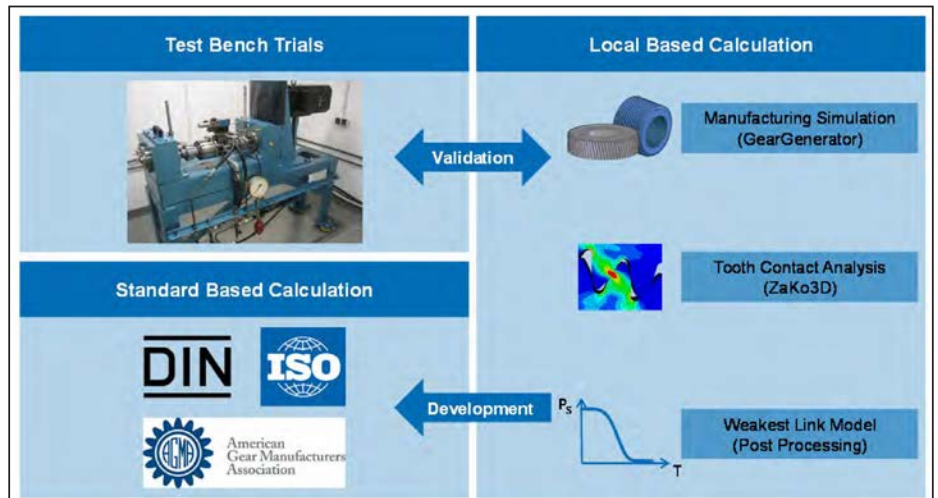 Test Bench Trials
Validation
Standard Based Calculation
DIN
ISO
AGMA
American
Gear Manufacturers
Association
Development
Local Based Calculation
Manufacturing Simulation
(GearGenerator)
Tooth Contact Analysis
(ZaKo3D)
PS
T
Weakest Link Model
(Post Processing)